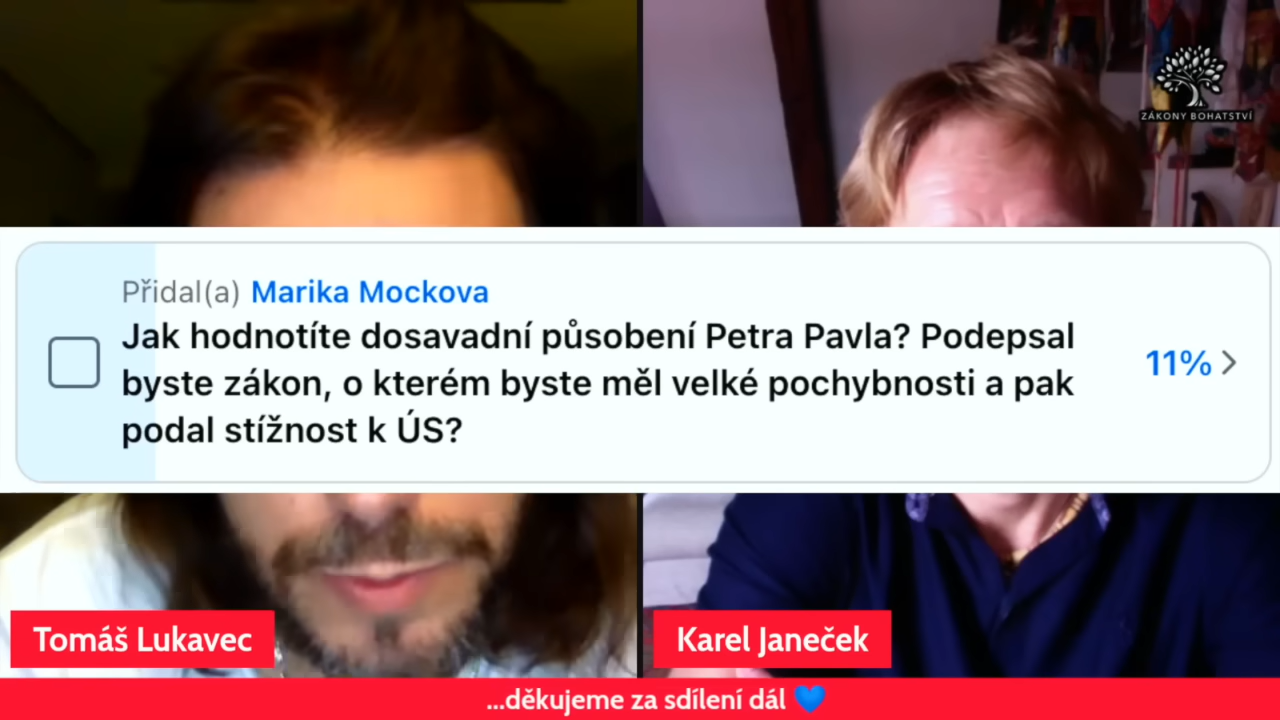 ZÁKONY BOHATSTVÍ
Přidal(a) Marika Mockova
Jak hodnotíte dosavadní působení Petra Pavla? Podepsal
byste zákon, o kterém byste měl velké pochybnosti a pak
podal stížnost k ÚS?
11%
Tomáš Lukavec
Karel Janeček
...děkujeme za sdílení dál 💙